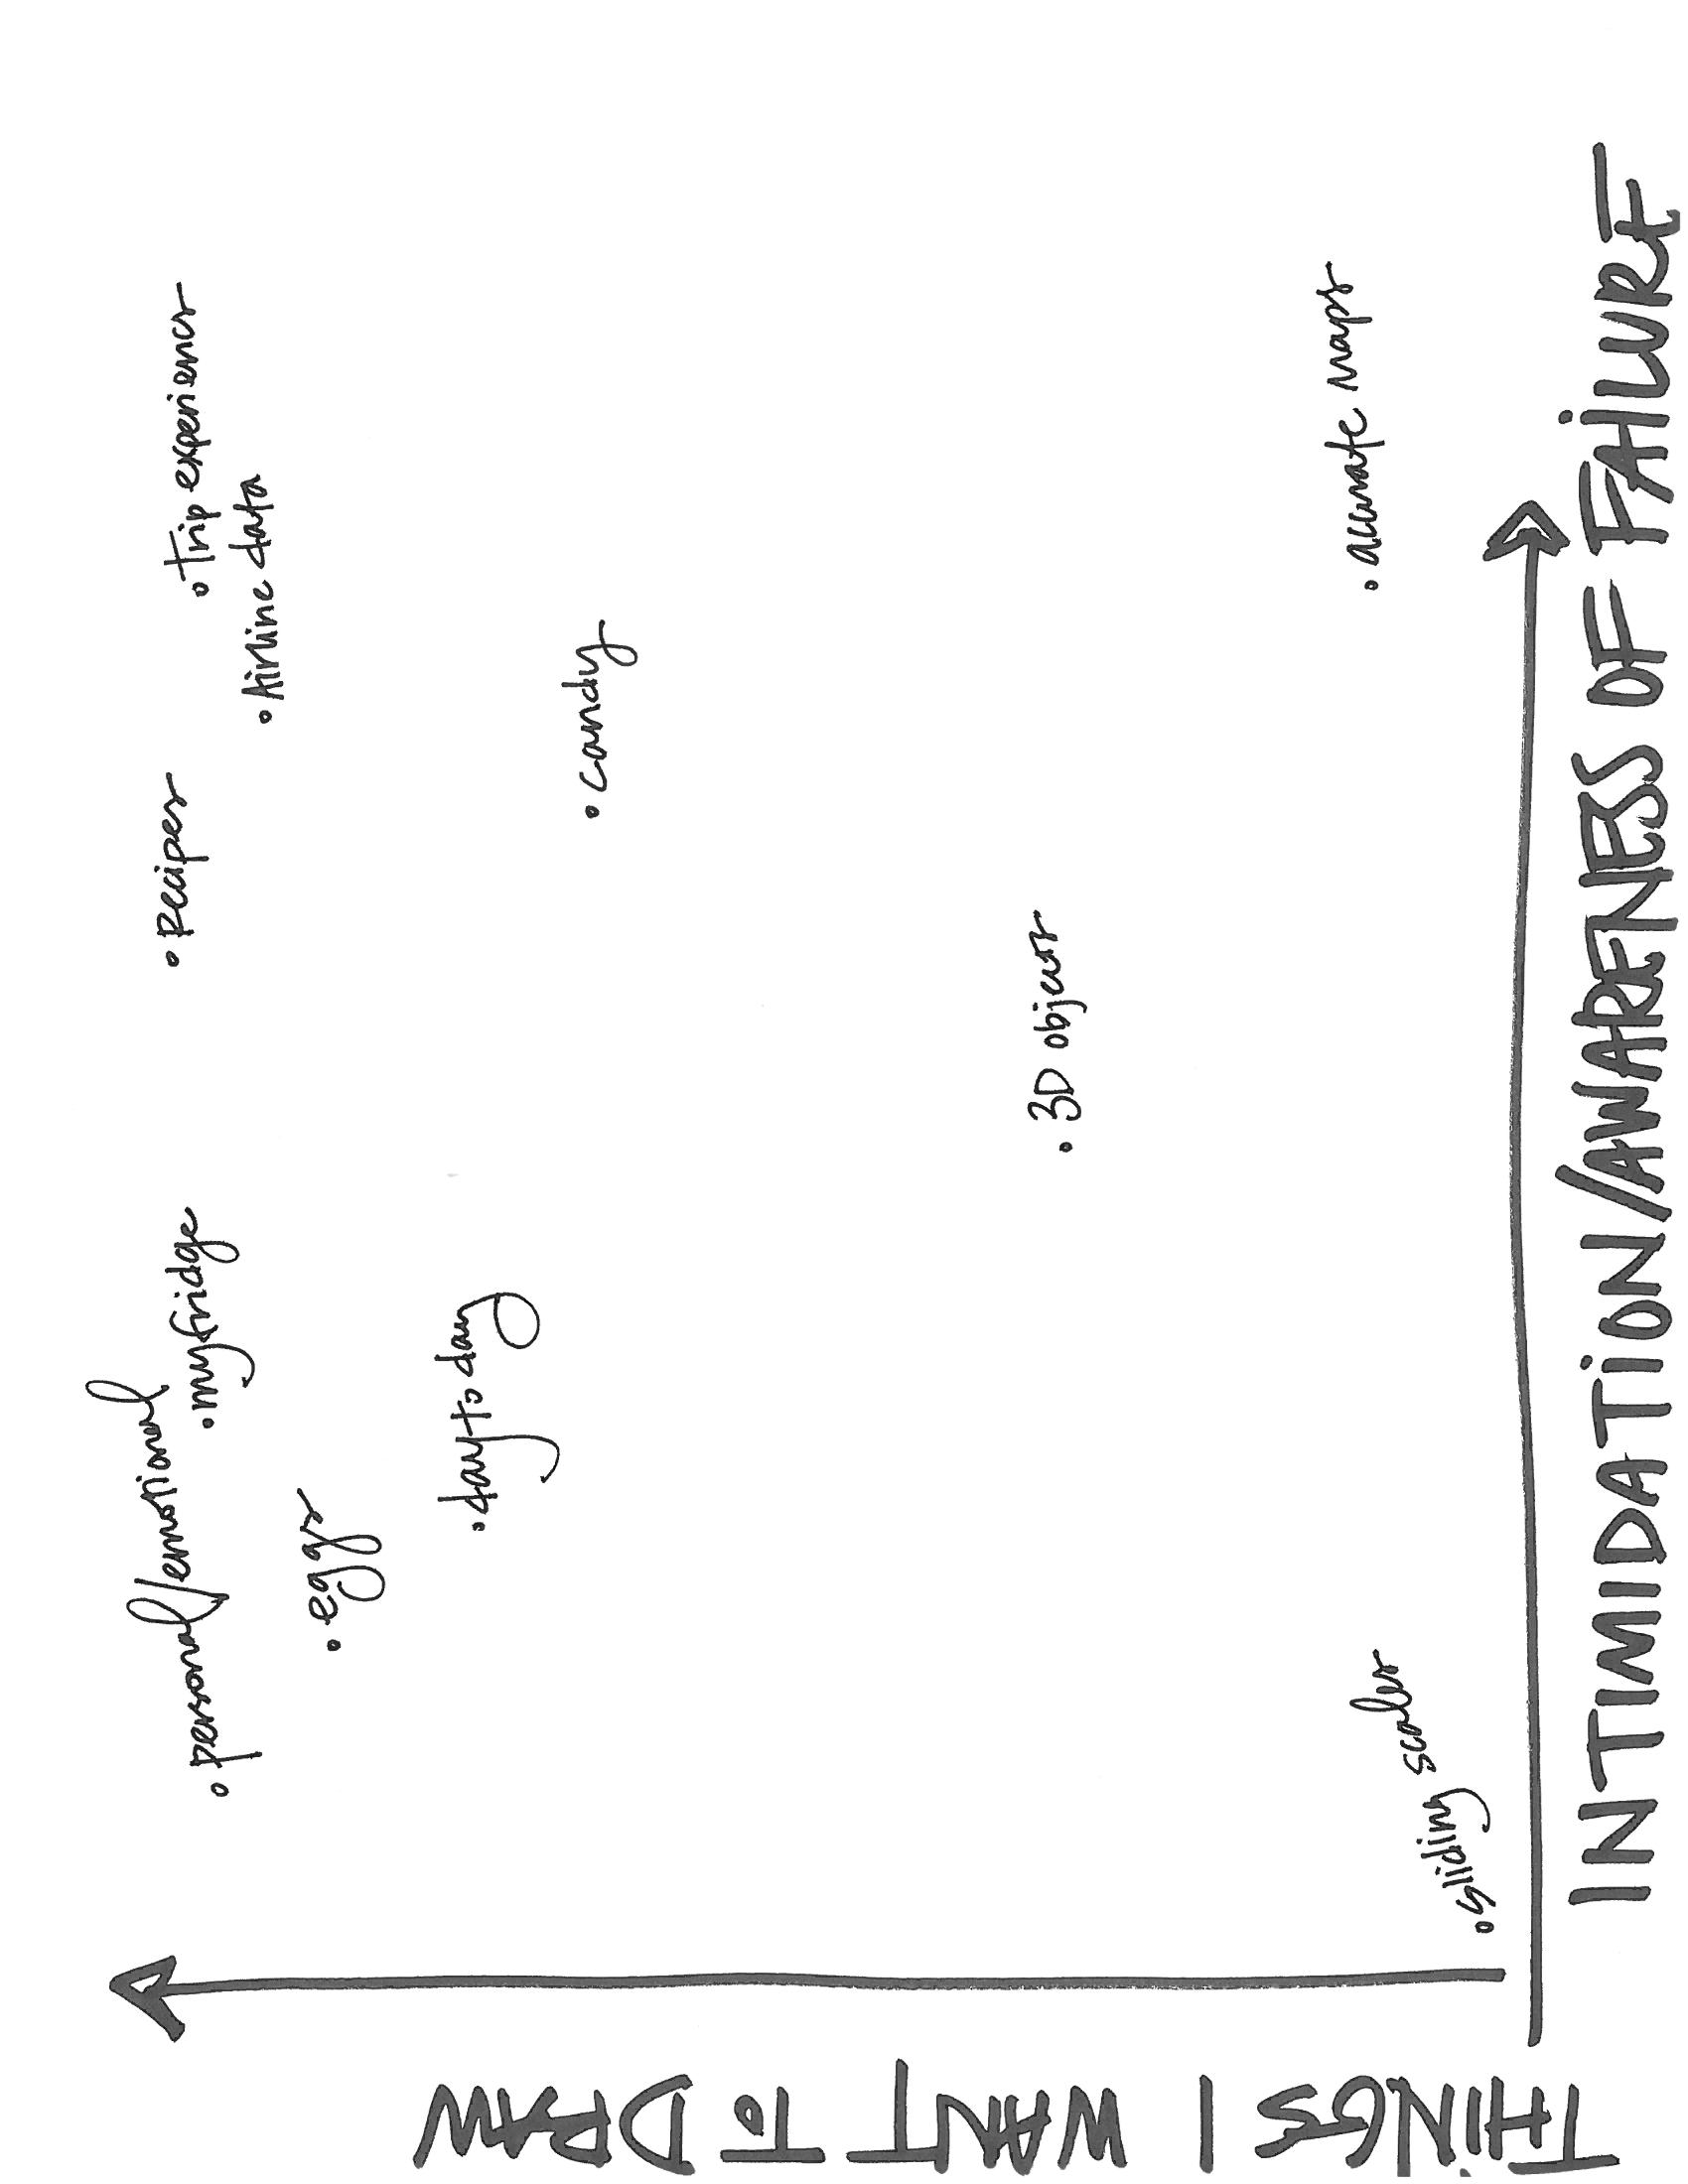 THINGS I WANT TO DRAW
• personal/emotional
• my fridge
• recipes
• Trip experiences
• Airline data
• eggs
• day to day
• candy
• 3D objects
• accurate maps
• sliding scales
INTIMIDATION/AWARENESS OF FAILURE